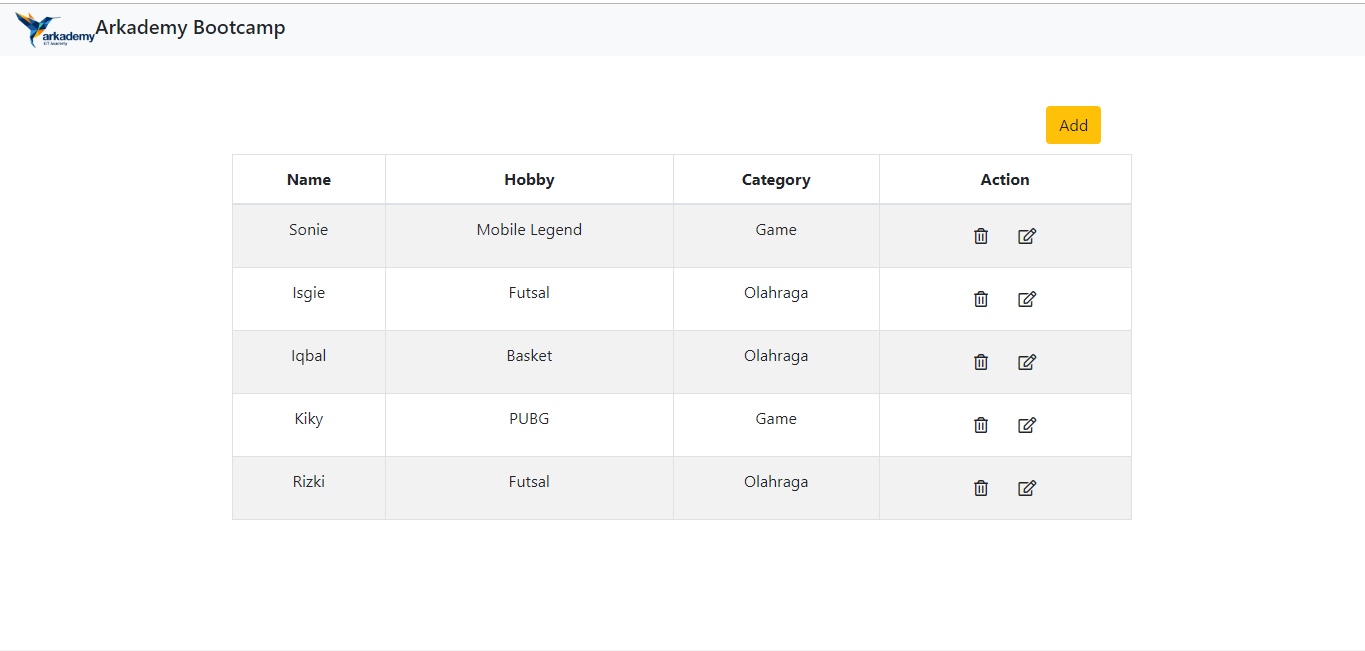 arkademy Arkademy Bootcamp
Add
Name Hobby Category Action
Sonie Mobile Legend Game
Isgie Futsal Olahraga
Iqbal Basket Olahraga
Kiky PUBG Game
Rizki Futsal Olahraga